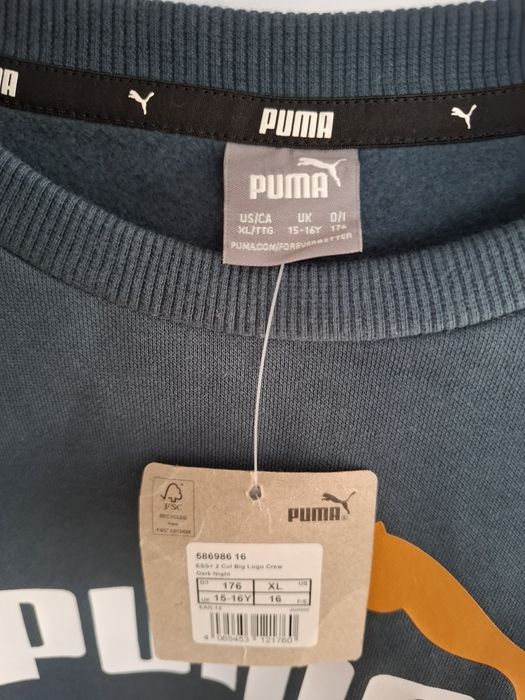 PUMA
PUMA
US/CA UK D/I
XL/TTG 15-16Y 176
PUMA.COM/FOREVERBETTER
FSC
RECYCLED
PUMA
586986 16
ESS+ 2 Col Big Logo Crew
Dark Night
D/I 176 XL US
UK 15-16Y 16 F/E
EAN-13 Junior
4 065453 121760
PUMA